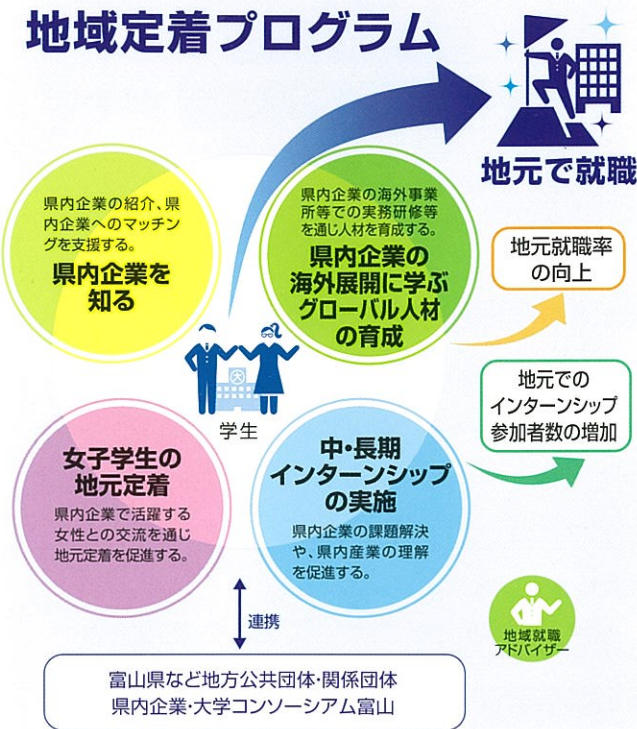 地域定着プログラム
地元で就職
県内企業の紹介、県
内企業へのマッチン
グを支援する。
県内企業を
知る
県内企業の海外事業
所等での実務研修等
を通じ人材を育成する。
県内企業の
海外展開に学ぶ
グローバル人材
の育成
地元就職率
の向上
大
学生
地元での
インターンシップ
参加者数の増加
女子学生の
地元定着
県内企業で活躍する
女性との交流を通じ
地元定着を促進する。
中・長期
インターンシップ
の実施
県内企業の課題解決
や、県内産業の理解
を促進する。
連携
地域就職
アドバイザー
富山県など地方公共団体・関係団体
県内企業・大学コンソーシアム富山